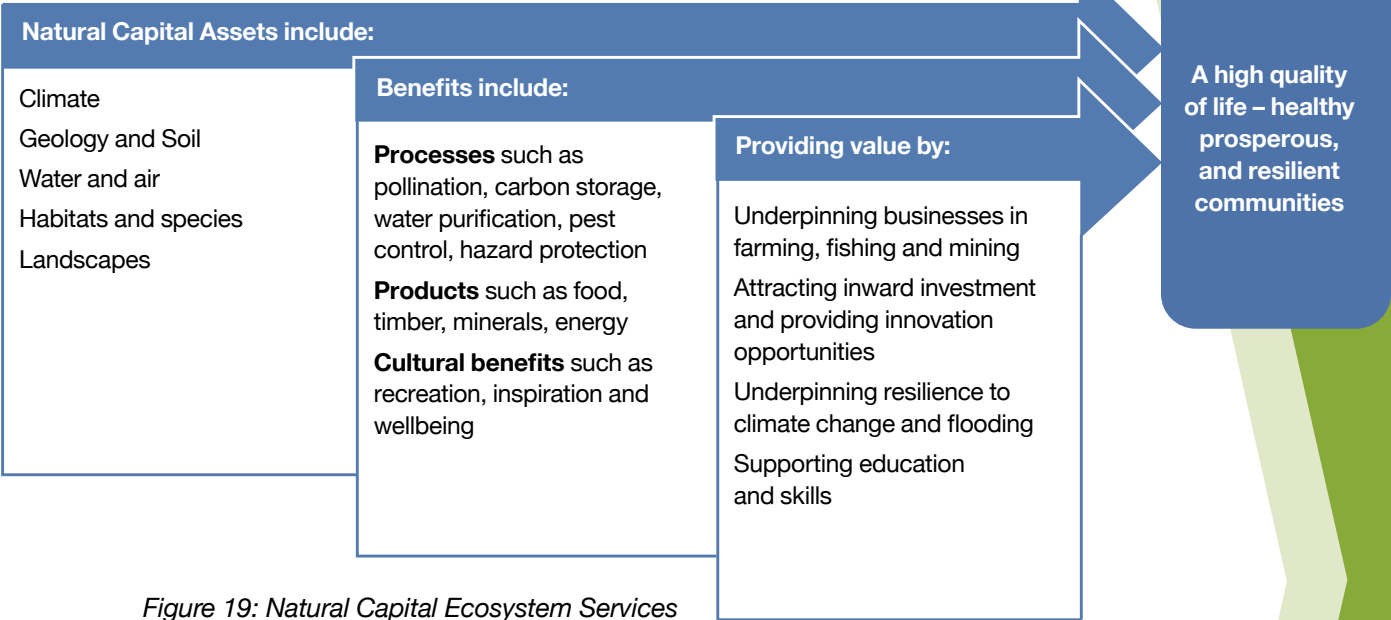 Natural Capital Assets include:
Climate
Geology and Soil
Water and air
Habitats and species
Landscapes
Benefits include:
Processes such as
pollination, carbon storage,
water purification, pest
control, hazard protection
Products such as food,
timber, minerals, energy
Cultural benefits such as
recreation, inspiration and
wellbeing
Providing value by:
Underpinning businesses in
farming, fishing and mining
Attracting inward investment
and providing innovation
opportunities
Underpinning resilience to
climate change and flooding
Supporting education
and skills
A high quality
of life – healthy
prosperous,
and resilient
communities
Figure 19: Natural Capital Ecosystem Services